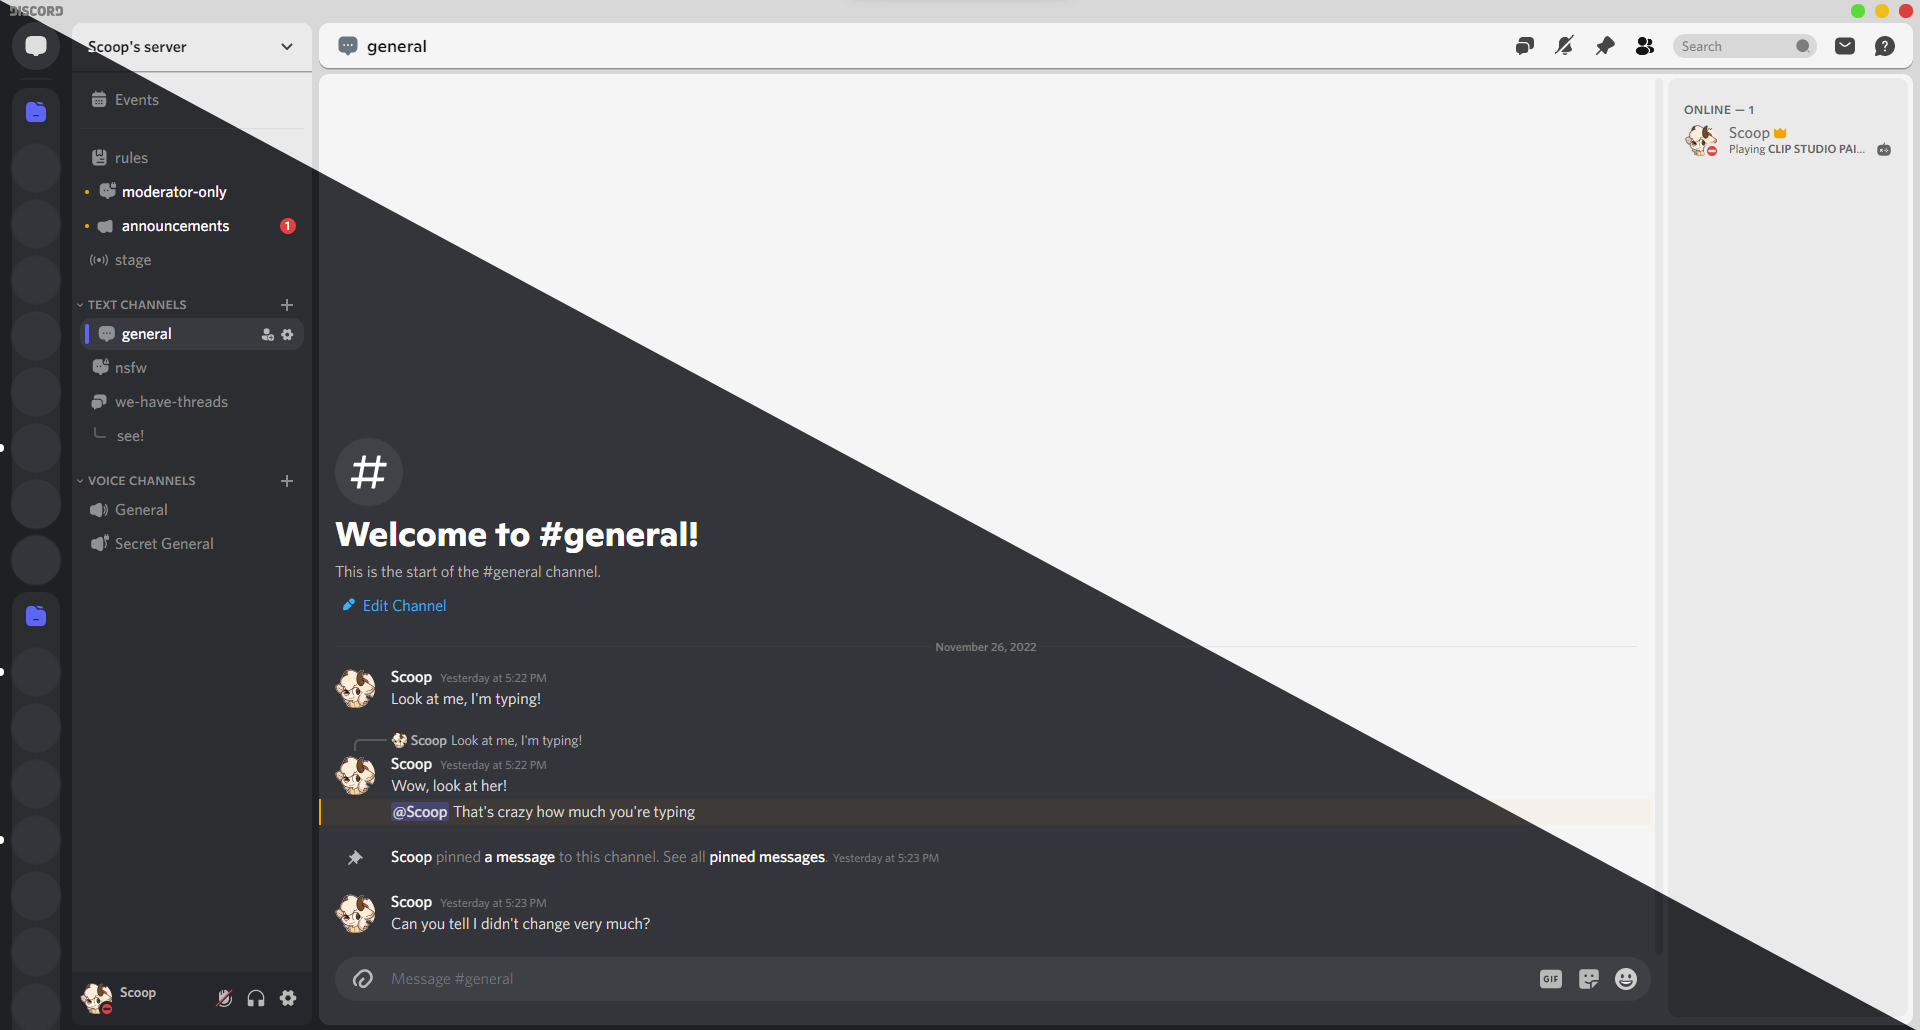 DISCORD
Scoop's server
general
Search
Events
rules
moderator-only
announcements
1
stage
TEXT CHANNELS
general
nsfw
we-have-threads
see!
VOICE CHANNELS
General
Secret General
Scoop
#
Welcome to #general!
This is the start of the #general channel.
Edit Channel
November 26, 2022
Scoop Yesterday at 5:22 PM
Look at me, I'm typing!
Scoop Look at me, I'm typing!
Scoop Yesterday at 5:22 PM
Wow, look at her!
@Scoop That's crazy how much you're typing
Scoop pinned a message to this channel. See all pinned messages. Yesterday at 5:23 PM
Scoop Yesterday at 5:23 PM
Can you tell I didn't change very much?
Message #general
GIF
ONLINE — 1
Scoop
Playing CLIP STUDIO PAI...